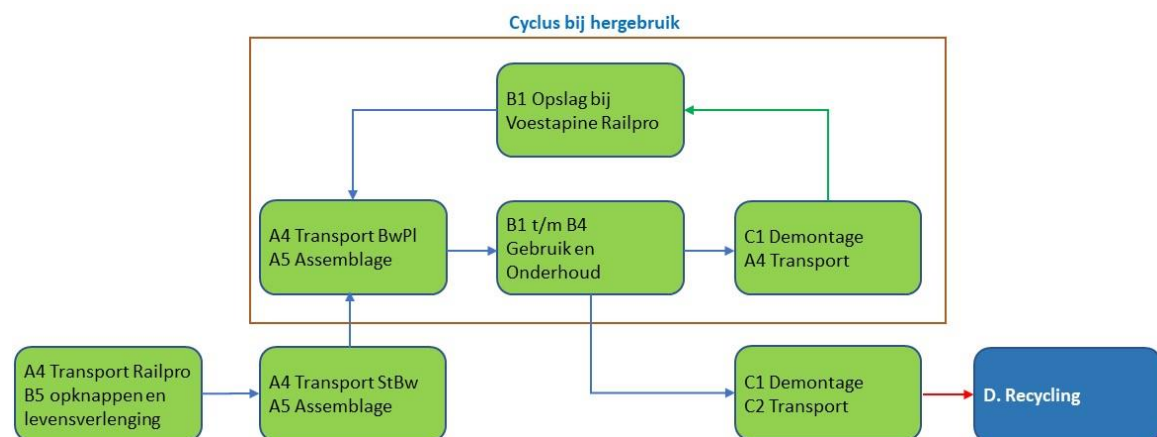 Cyclus bij hergebruik
B1 Opslag bij
Voestapine Railpro
A4 Transport BwPl
A5 Assemblage
B1 t/m B4
Gebruik en
Onderhoud
C1 Demontage
A4 Transport
A4 Transport Railpro
B5 opknappen en
levensverlenging
A4 Transport StBw
A5 Assemblage
C1 Demontage
C2 Transport
D. Recycling